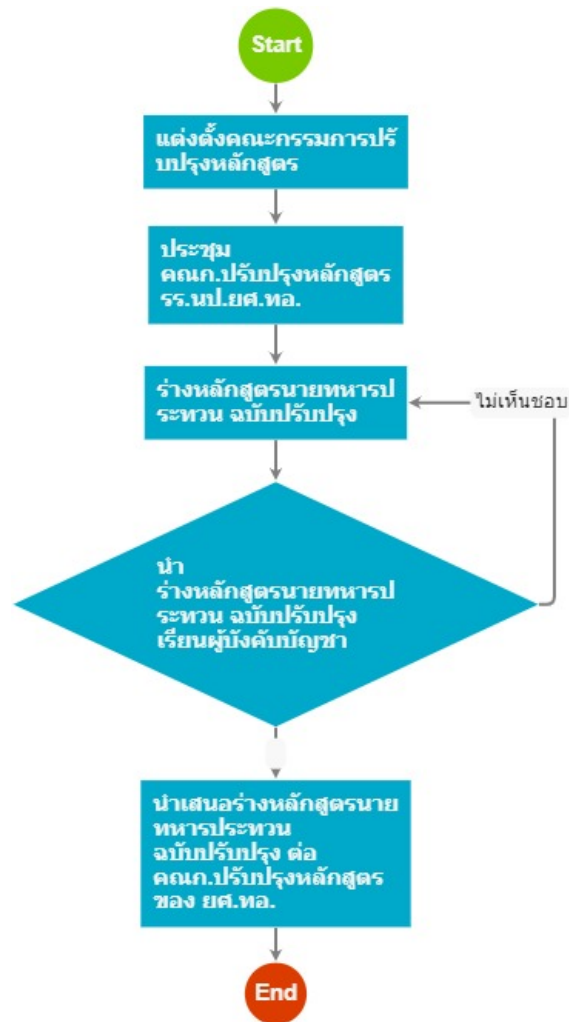 Start
แต่งตั้งคณะกรรมการปรั
บปรุงหลักสูตร
ประชุม
คณก.ปรับปรุงหลักสูตร
รร.นป.ยศ.ทอ.
ร่างหลักสูตรนายทหารป
ระทวน ฉบับปรับปรุง
ไม่เห็นชอบ
นำ
ร่างหลักสูตรนายทหารป
ระทวน ฉบับปรับปรุง
เรียนผู้บังคับบัญชา
นำเสนอร่างหลักสูตรนาย
ทหารประทวน
ฉบับปรับปรุง ต่อ
คณก.ปรับปรุงหลักสูตร
ของ ยศ.ทอ.
End